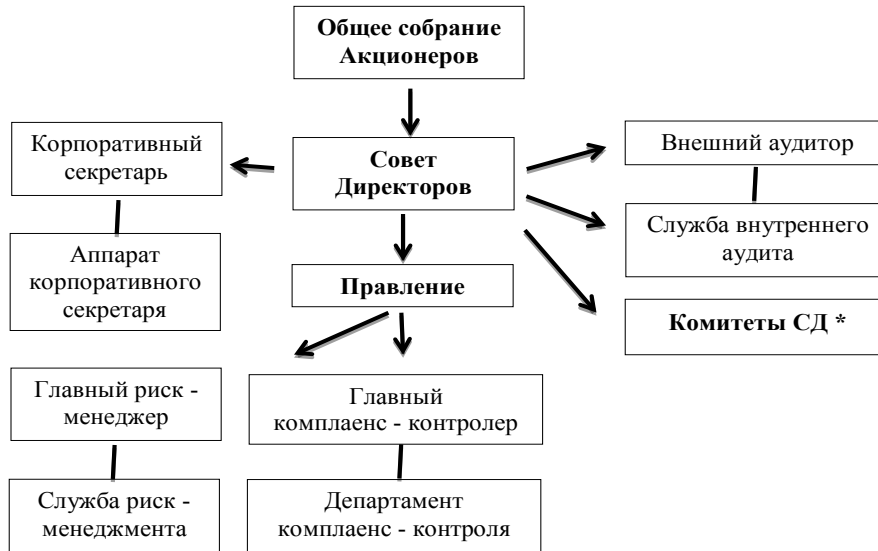 Общее собрание
Акционеров
Корпоративный
секретарь
Совет
Директоров
Внешний аудитор
Служба внутреннего
аудита
Аппарат
корпоративного
секретаря
Правление
Комитеты СД *
Главный риск -
менеджер
Главный
комплаенс - контролер
Служба риск -
менеджмента
Департамент
комплаенс - контроля